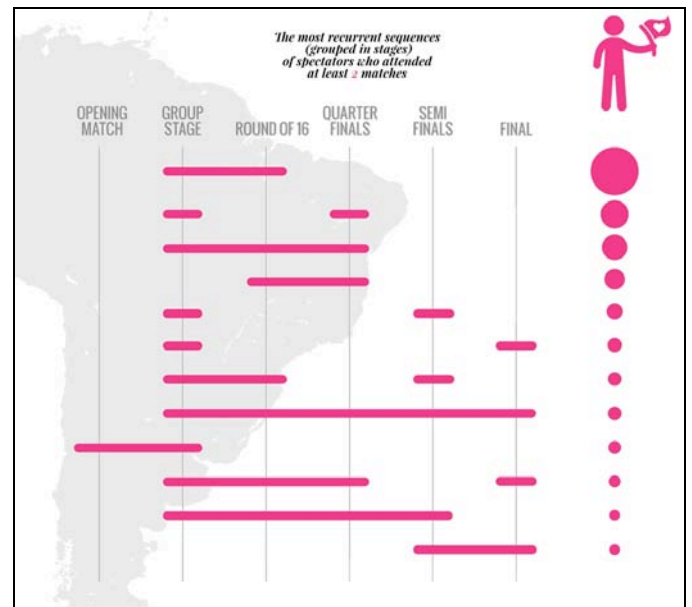 The most recurrent sequences
(grouped in stages)
of spectators who attended
at least 2 matches
OPENING
MATCH
GROUP
STAGE
ROUND OF 16
QUARTER
FINALS
SEMI
FINALS
FINAL